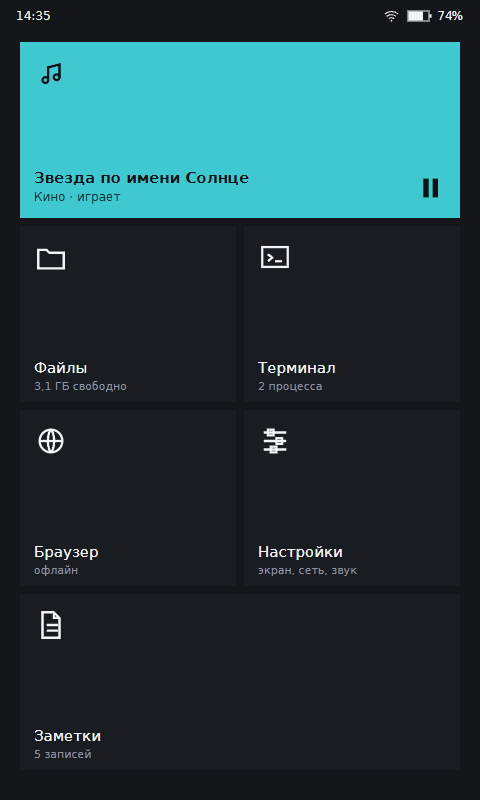 14:35
74%
Звезда по имени Солнце
Кино · играет
Файлы
3,1 ГБ свободно
Терминал
2 процесса
Браузер
офлайн
Настройки
экран, сеть, звук
Заметки
5 записей